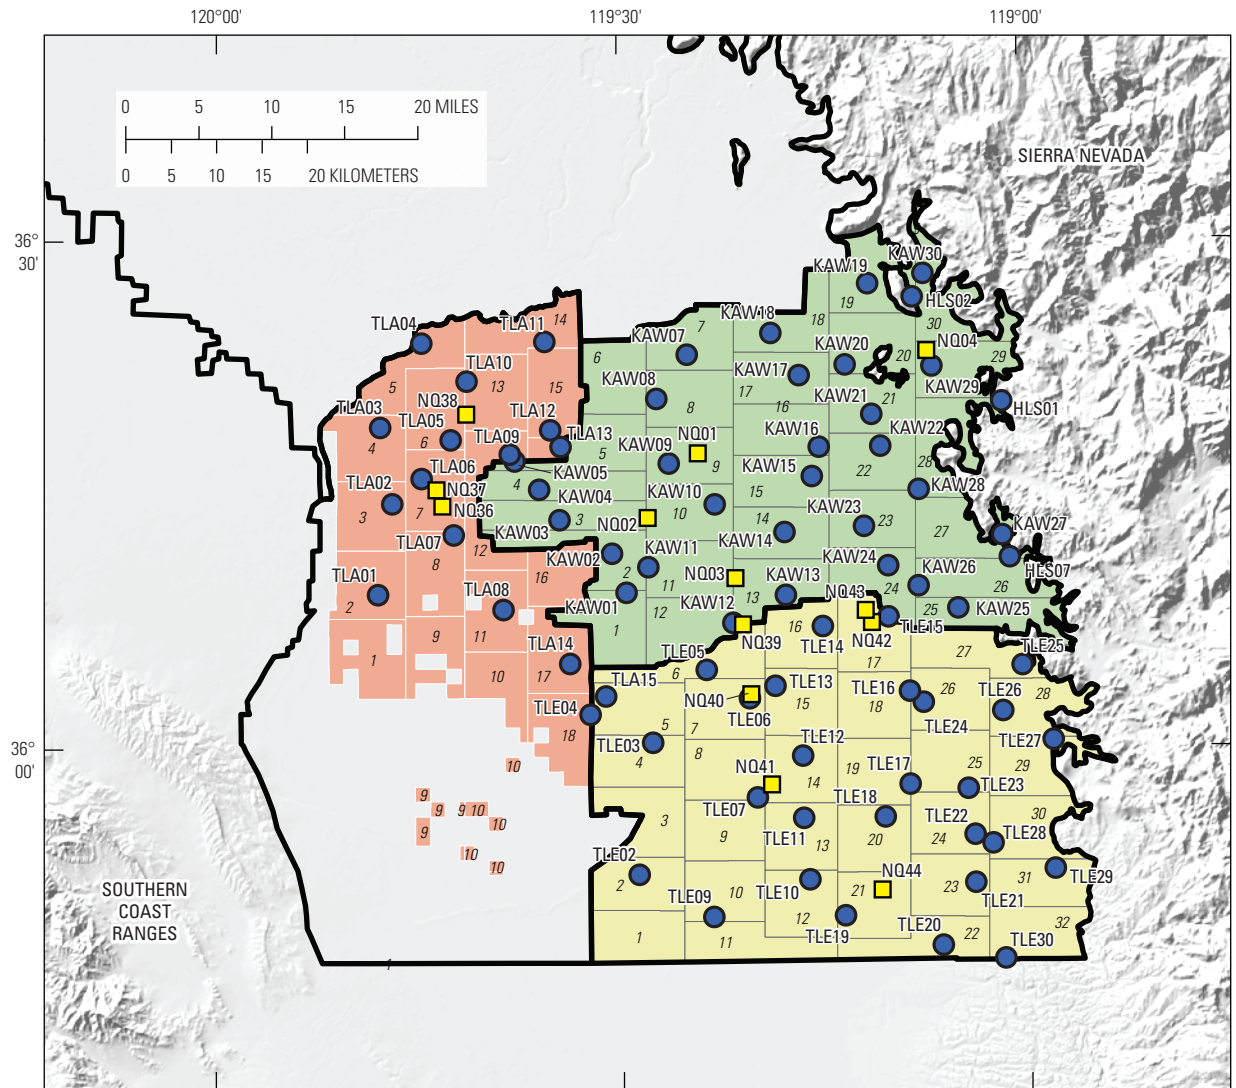 120°00'
119°30'
119°00'
0 5 10 15 20 MILES
0 5 10 15 20 KILOMETERS
SIERRA NEVADA
36°
30'
KAW30
KAW19
HLS02
19
30
TLA04
TLA11
14
7
KAW18
18
KAW07
NQ04
20
29
6
KAW20
TLA10
KAW17
KAW08
KAW29
5
13
15
17
NQ38
16
KAW21
21
HLS01
TLA03
8
TLA12
TLA05
KAW16
KAW22
TLA09
TLA13
KAW09
NQ01
4
6
5
9
28
KAW05
KAW15
22
TLA06
4
TLA02
NQ37
KAW04
KAW10
15
KAW28
NQ36
3
7
3
NQ02
10
KAW23
14
23
KAW27
KAW03
27
TLA07
KAW14
12
KAW02
KAW11
KAW24
8
HLS07
TLA01
16
2
11
NQ03
KAW13
KAW26
TLA08
NQ43
24
26
2
KAW01
12
KAW12
13
25
KAW25
1
16
TLE15
9
11
NQ39
TLE14
NQ42
TLA14
TLE25
1
TLE05
17
27
10
17
6
TLE13
TLE16
TLA15
NQ40
26
TLE26
28
TLE04
15
18
TLE06
TLE24
18
5
7
TLE03
TLE27
4
8
TLE12
10
NQ41
19
TLE17
25
29
14
TLE23
9
9
9
10
TLE07
TLE18
30
10
3
TLE22
9
9
TLE11
13
20
24
TLE28
10
TLE02
10
2
NQ44
31
TLE29
TLE10
21
23
10
TLE09
TLE21
12
TLE20
32
1
11
TLE19
22
TLE30
36°
00'
SOUTHERN
COAST
RANGES